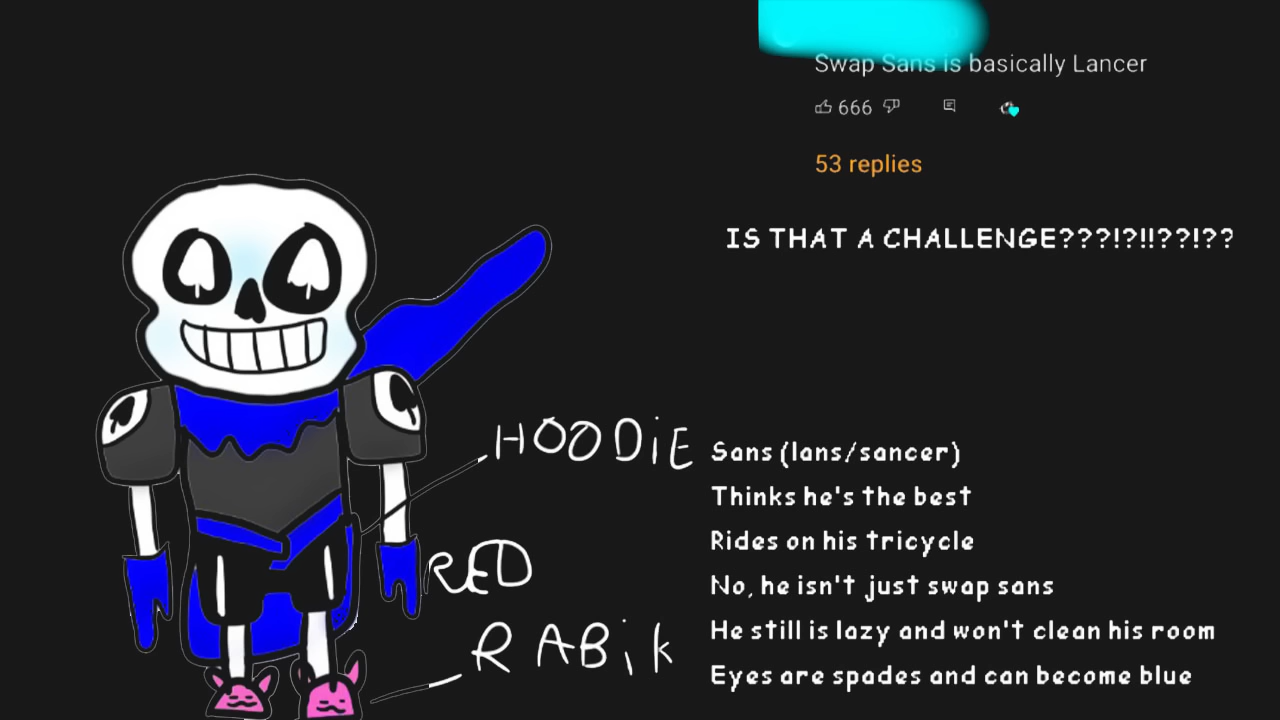 Swap Sans is basically Lancer
666
53 replies
IS THAT A CHALLENGE???!?!!??!??
HOODiE
RED
RABik
Sans (lans/sancer)
Thinks he's the best
Rides on his tricycle
No, he isn't just swap sans
He still is lazy and won't clean his room
Eyes are spades and can become blue